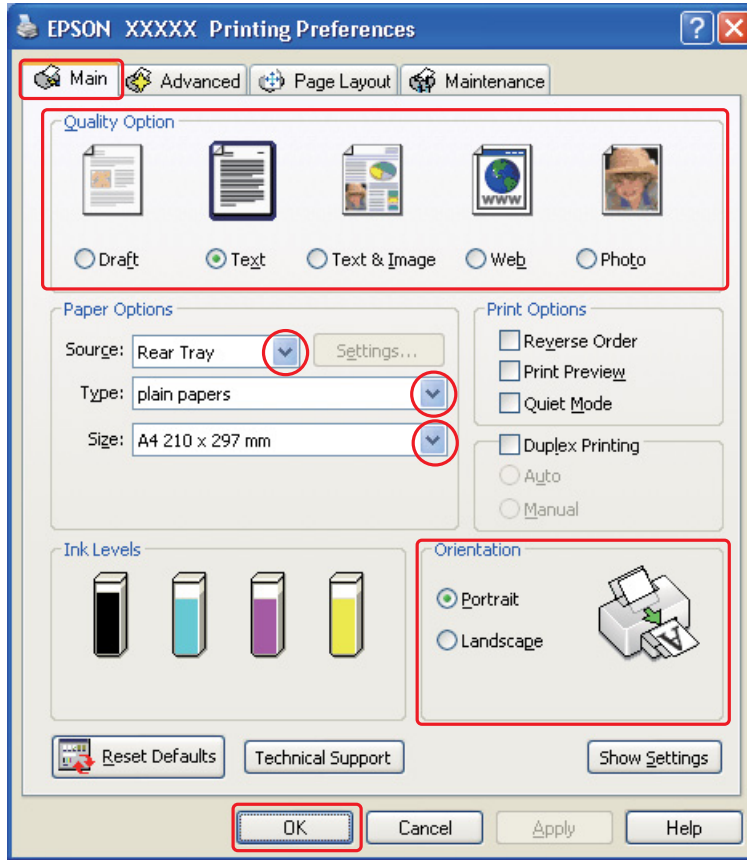 EPSON XXXXX Printing Preferences
Main
Advanced
Page Layout
Maintenance
Quality Option
WWW
Draft
Text
Text & Image
Web
Photo
Paper Options
Source: Rear Tray
Settings...
Type: plain papers
Size: A4 210 x 297 mm
Print Options
Reverse Order
Print Preview
Quiet Mode
Duplex Printing
Auto
Manual
Ink Levels
Orientation
Portrait
Landscape
A
Reset Defaults
Technical Support
Show Settings
OK
Cancel
Apply
Help